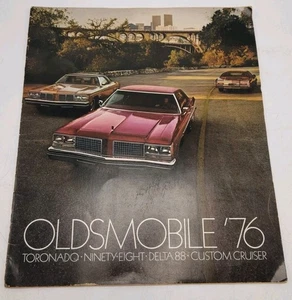 OLDSMOBILE '76
TORONADO · NINETY-EIGHT · DELTA 88 · CUSTOM CRUISER